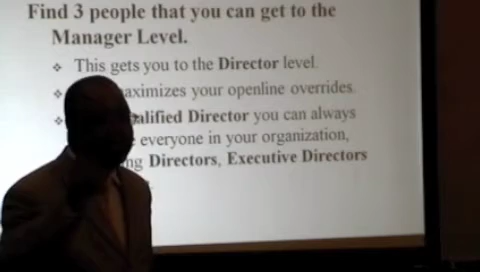 Find 3 people that you can get to the
Manager Level.
This gets you to the Director level.
aximizes your openline overrides.
alified Director you can always
everyone in your organization,
ng Directors, Executive Directors